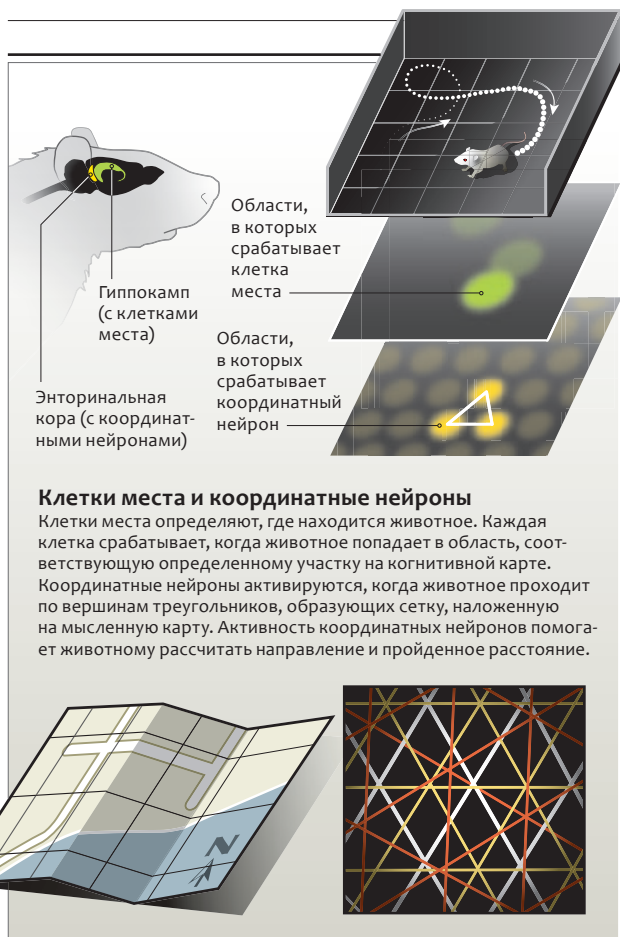 Области,
в которых
срабатывает
клетка
места
Гиппокамп
(с клетками
места)
Области,
в которых
срабатывает
координатный
нейрон
Энторинальная
кора (с координат-
ными нейронами)
Клетки места и координатные нейроны
Клетки места определяют, где находится животное. Каждая
клетка срабатывает, когда животное попадает в область, соот-
ветствующую определенному участку на когнитивной карте.
Координатные нейроны активируются, когда животное проходит
по вершинам треугольников, образующих сетку, наложенную
на мысленную карту. Активность координатных нейронов помога-
ет животному рассчитать направление и пройденное расстояние.
N